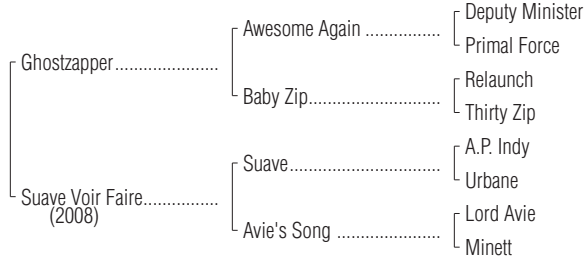 Deputy Minister
Awesome Again ..................
Primal Force
Ghostzapper......................
Relaunch
Baby Zip............................
Thirty Zip
A.P. Indy
Suave................................
Urbane
Suave Voir Faire................
(2008)
Lord Avie
Avie's Song ......................
Minett